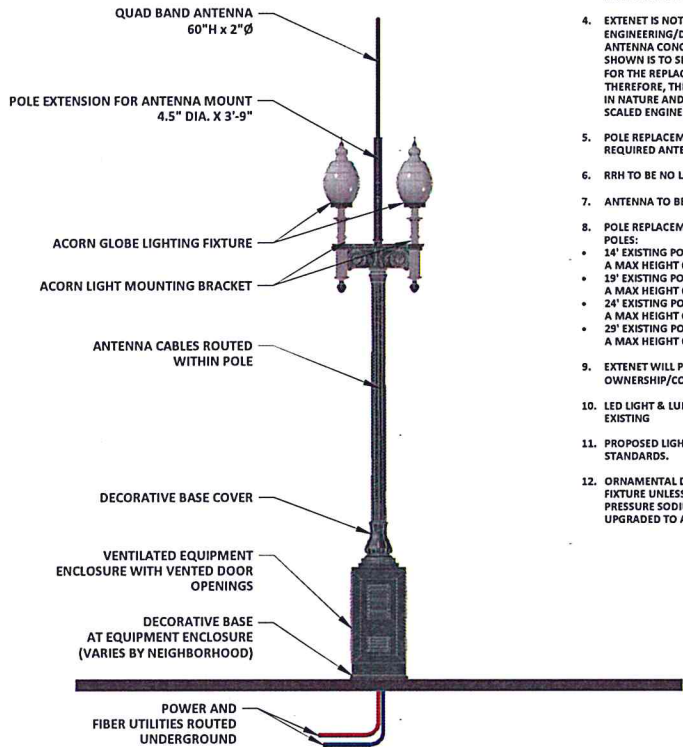 QUAD BAND ANTENNA
60"H x 2"Ø
POLE EXTENSION FOR ANTENNA MOUNT
4.5" DIA. X 3'-9"
ACORN GLOBE LIGHTING FIXTURE
ACORN LIGHT MOUNTING BRACKET
ANTENNA CABLES ROUTED
WITHIN POLE
DECORATIVE BASE COVER
VENTILATED EQUIPMENT
ENCLOSURE WITH VENTED DOOR
OPENINGS
DECORATIVE BASE
AT EQUIPMENT ENCLOSURE
(VARIES BY NEIGHBORHOOD)
POWER AND
FIBER UTILITIES ROUTED
UNDERGROUND
4. EXTENET IS NOT
ENGINEERING/D
ANTENNA CONC
SHOWN IS TO S
FOR THE REPLAC
THEREFORE, TH
IN NATURE AND
SCALED ENGINE
5. POLE REPLACEM
REQUIRED ANTE
6. RRH TO BE NO L
7. ANTENNA TO BE
8. POLE REPLACEM
POLES:
• 14' EXISTING PO
A MAX HEIGHT
• 19' EXISTING PO
A MAX HEIGHT
• 24' EXISTING PO
A MAX HEIGHT
• 29' EXISTING PO
A MAX HEIGHT
9. EXTENET WILL P
OWNERSHIP/CO
10. LED LIGHT & LU
EXISTING
11. PROPOSED LIGH
STANDARDS.
12. ORNAMENTAL D
FIXTURE UNLESS
PRESSURE SODI
UPGRADED TO A